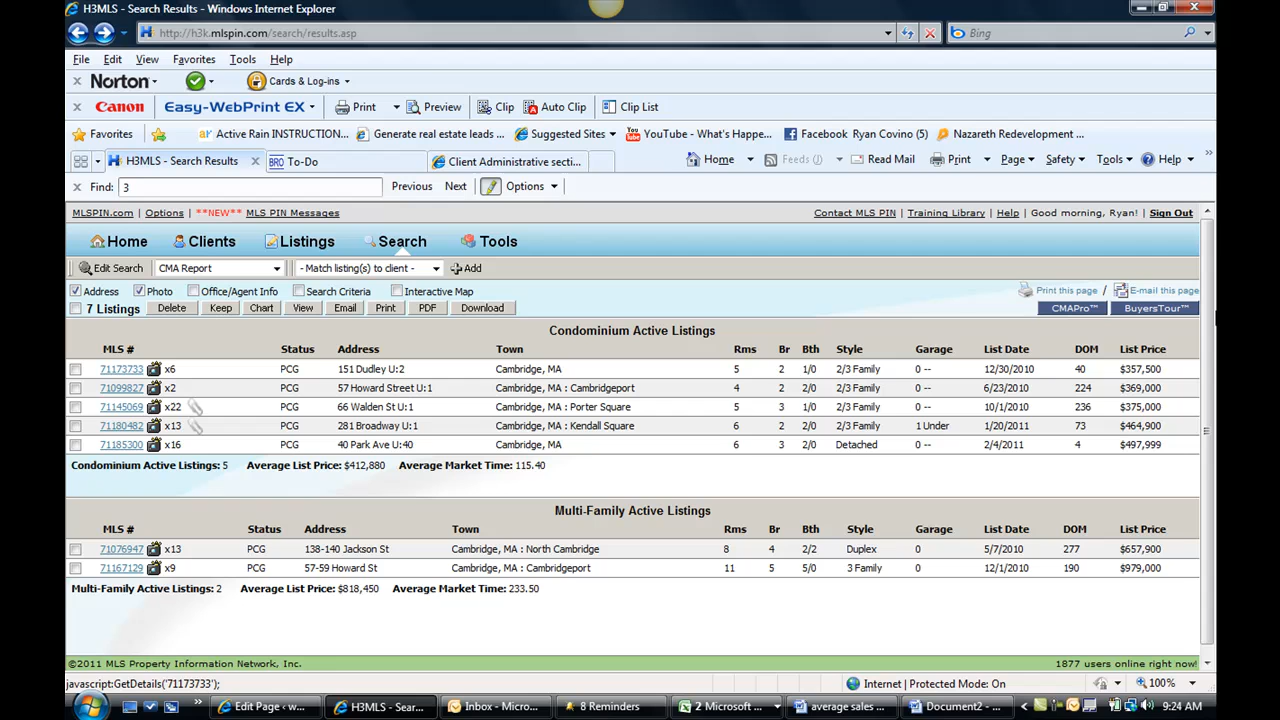 H3MLS - Search Results - Windows Internet Explorer
http://h3k.mlspin.com/search/results.asp
Bing
File Edit View Favorites Tools Help
Norton Cards & Log-ins
Canon Easy-WebPrint EX Print Preview Clip Auto Clip Clip List
Favorites Active Rain INSTRUCTION... Generate real estate leads ... Suggested Sites YouTube - What's Happe... Facebook Ryan Covino (5) Nazareth Redevelopment ...
H3MLS - Search Results To-Do Client Administrative secti... Home Feeds (J) Read Mail Print Page Safety Tools Help
Find: 3 Previous Next Options
MLSPIN.com | Options | **NEW** MLS PIN Messages Contact MLS PIN | Training Library | Help | Good morning, Ryan! Sign Out
Home Clients Listings Search Tools
Edit Search CMA Report - Match listing(s) to client - Add
Address Photo Office/Agent Info Search Criteria Interactive Map Print this page / E-mail this page
7 Listings Delete Keep Chart View Email Print PDF Download CMAPro™ BuyersTour™
Condominium Active Listings
MLS # Status Address Town Rms Br Bth Style Garage List Date DOM List Price
71173733 x6 PCG 151 Dudley U:2 Cambridge, MA 5 2 1/0 2/3 Family 0 -- 12/30/2010 40 $357,500
71099827 x2 PCG 57 Howard Street U:1 Cambridge, MA : Cambridgeport 4 2 1/0 2/3 Family 0 -- 6/23/2010 224 $369,000
71145069 x22 PCG 66 Walden St U:1 Cambridge, MA : Porter Square 5 3 1/0 2/3 Family 0 -- 10/1/2010 236 $375,000
71180482 x13 PCG 281 Broadway U:1 Cambridge, MA : Kendall Square 6 2 2/0 2/3 Family 1 Under 1/20/2011 73 $464,900
71185300 x16 PCG 40 Park Ave U:40 Cambridge, MA 6 3 2/0 Detached 0 -- 2/4/2011 4 $497,999
Condominium Active Listings: 5 Average List Price: $412,880 Average Market Time: 115.40
Multi-Family Active Listings
MLS # Status Address Town Rms Br Bth Style Garage List Date DOM List Price
71076947 x13 PCG 138-140 Jackson St Cambridge, MA : North Cambridge 8 4 2/2 Duplex 0 5/7/2010 277 $657,900
71167129 x9 PCG 57-59 Howard St Cambridge, MA : Cambridgeport 11 5 5/0 3 Family 0 12/1/2010 190 $979,000
Multi-Family Active Listings: 2 Average List Price: $818,450 Average Market Time: 233.50
©2011 MLS Property Information Network, Inc. 1877 users online right now!
javascript:GetDetails('71173733'); Internet | Protected Mode: On 100%
Edit Page ‹ w... H3MLS - Sear... Inbox - Micro... 8 Reminders 2 Microsoft ... average sales ... Document2 - ... 9:24 AM